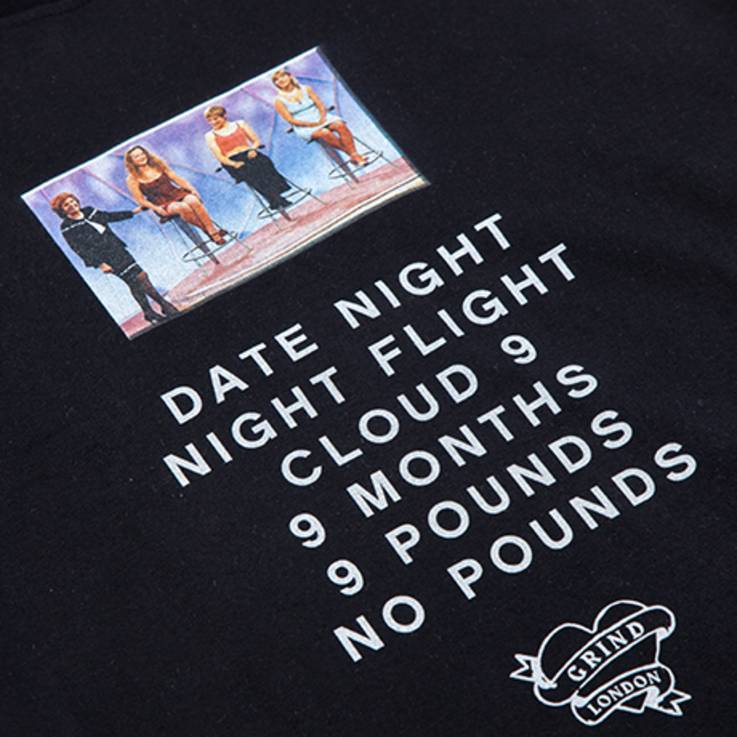 DATE NIGHT
NIGHT FLIGHT
CLOUD 9
9 MONTHS
9 POUNDS
NO POUNDS
GRIND
LONDON